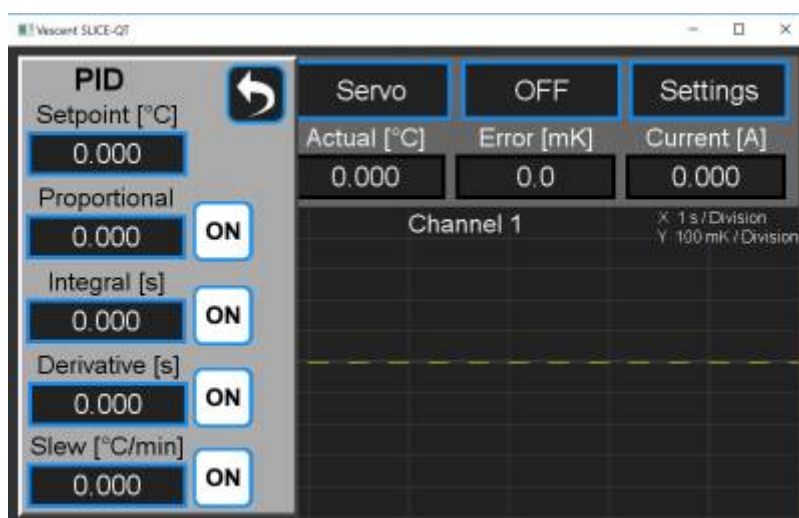 Vescent SLICE-QT
PID
Setpoint [°C]
0.000
Proportional
0.000 ON
Integral [s]
0.000 ON
Derivative [s]
0.000 ON
Slew [°C/min]
0.000 ON
Servo OFF Settings
Actual [°C] Error [mK] Current [A]
0.000 0.0 0.000
Channel 1
X 1 s / Division
Y 100 mK / Division